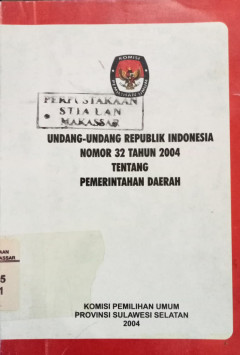 PERPUSTAKAAN
STIA LAN
MAKASSAR
UNDANG-UNDANG REPUBLIK INDONESIA
NOMOR 32 TAHUN 2004
TENTANG
PEMERINTAHAN DAERAH
KOMISI PEMILIHAN UMUM
PROVINSI SULAWESI SELATAN
2004